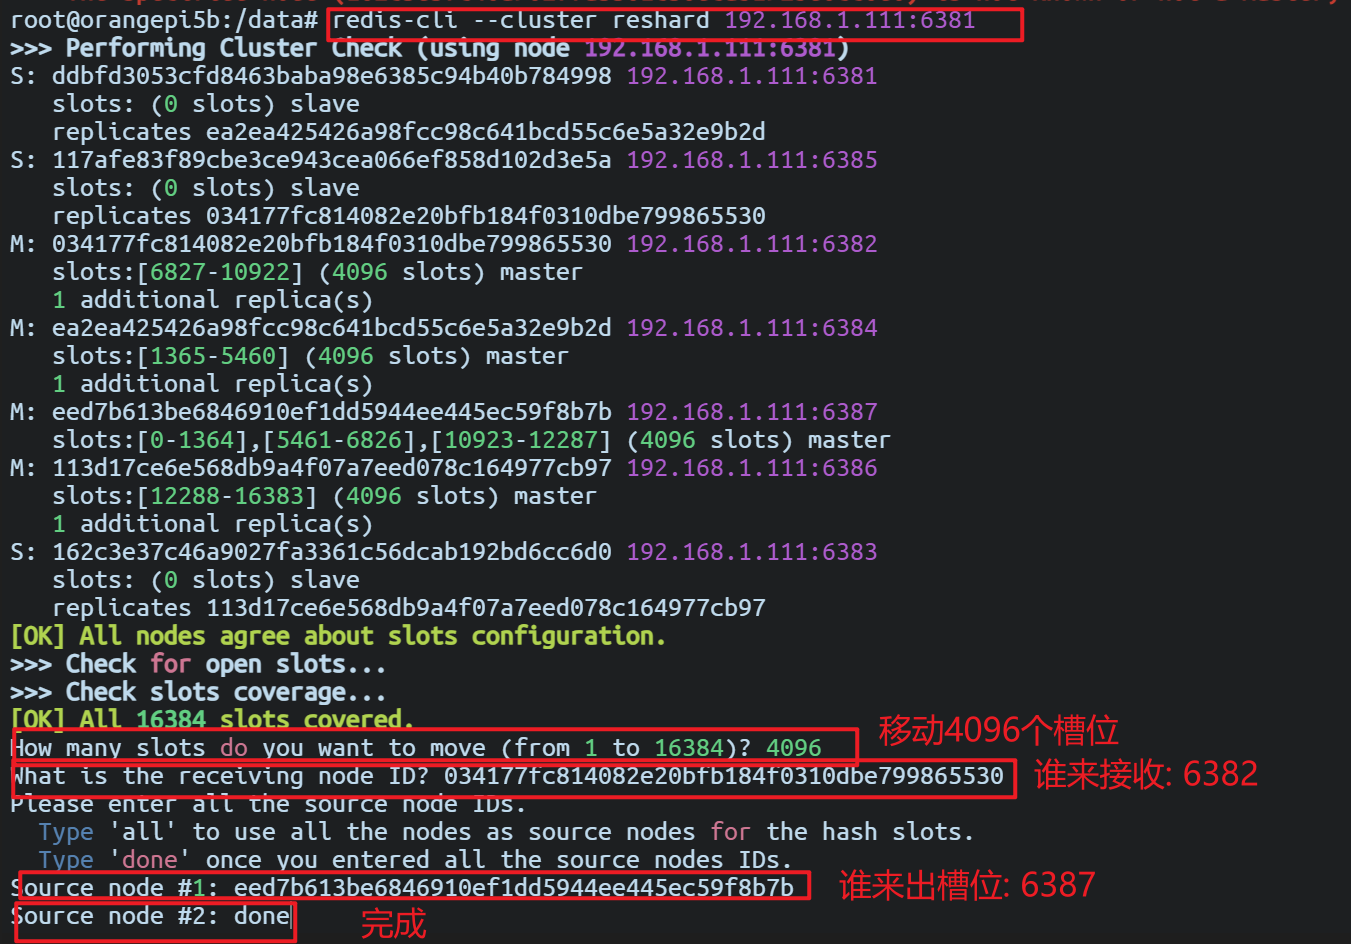 root@orangepi5b:/data# redis-cli --cluster reshard 192.168.1.111:6381
>>> Performing Cluster Check (using node 192.168.1.111:6381)
S: ddbfd3053cfd8463baba98e6385c94b40b784998 192.168.1.111:6381
slots: (0 slots) slave
replicates ea2ea425426a98fcc98c641bcd55c6e5a32e9b2d
S: 117afe83f89cbe3ce943cea066ef858d102d3e5a 192.168.1.111:6385
slots: (0 slots) slave
replicates 034177fc814082e20bfb184f0310dbe799865530
M: 034177fc814082e20bfb184f0310dbe799865530 192.168.1.111:6382
slots:[6827-10922] (4096 slots) master
1 additional replica(s)
M: ea2ea425426a98fcc98c641bcd55c6e5a32e9b2d 192.168.1.111:6384
slots:[1365-5460] (4096 slots) master
1 additional replica(s)
M: eed7b613be6846910ef1dd5944ee445ec59f8b7b 192.168.1.111:6387
slots:[0-1364],[5461-6826],[10923-12287] (4096 slots) master
M: 113d17ce6e568db9a4f07a7eed078c164977cb97 192.168.1.111:6386
slots:[12288-16383] (4096 slots) master
1 additional replica(s)
S: 162c3e37c46a9027fa3361c56dcab192bd6cc6d0 192.168.1.111:6383
slots: (0 slots) slave
replicates 113d17ce6e568db9a4f07a7eed078c164977cb97
[OK] All nodes agree about slots configuration.
>>> Check for open slots...
>>> Check slots coverage...
[OK] All 16384 slots covered.
How many slots do you want to move (from 1 to 16384)? 4096 移动4096个槽位
What is the receiving node ID? 034177fc814082e20bfb184f0310dbe799865530 谁来接收: 6382
Please enter all the source node IDs.
Type 'all' to use all the nodes as source nodes for the hash slots.
Type 'done' once you entered all the source nodes IDs.
Source node #1: eed7b613be6846910ef1dd5944ee445ec59f8b7b 谁来出槽位: 6387
Source node #2: done 完成